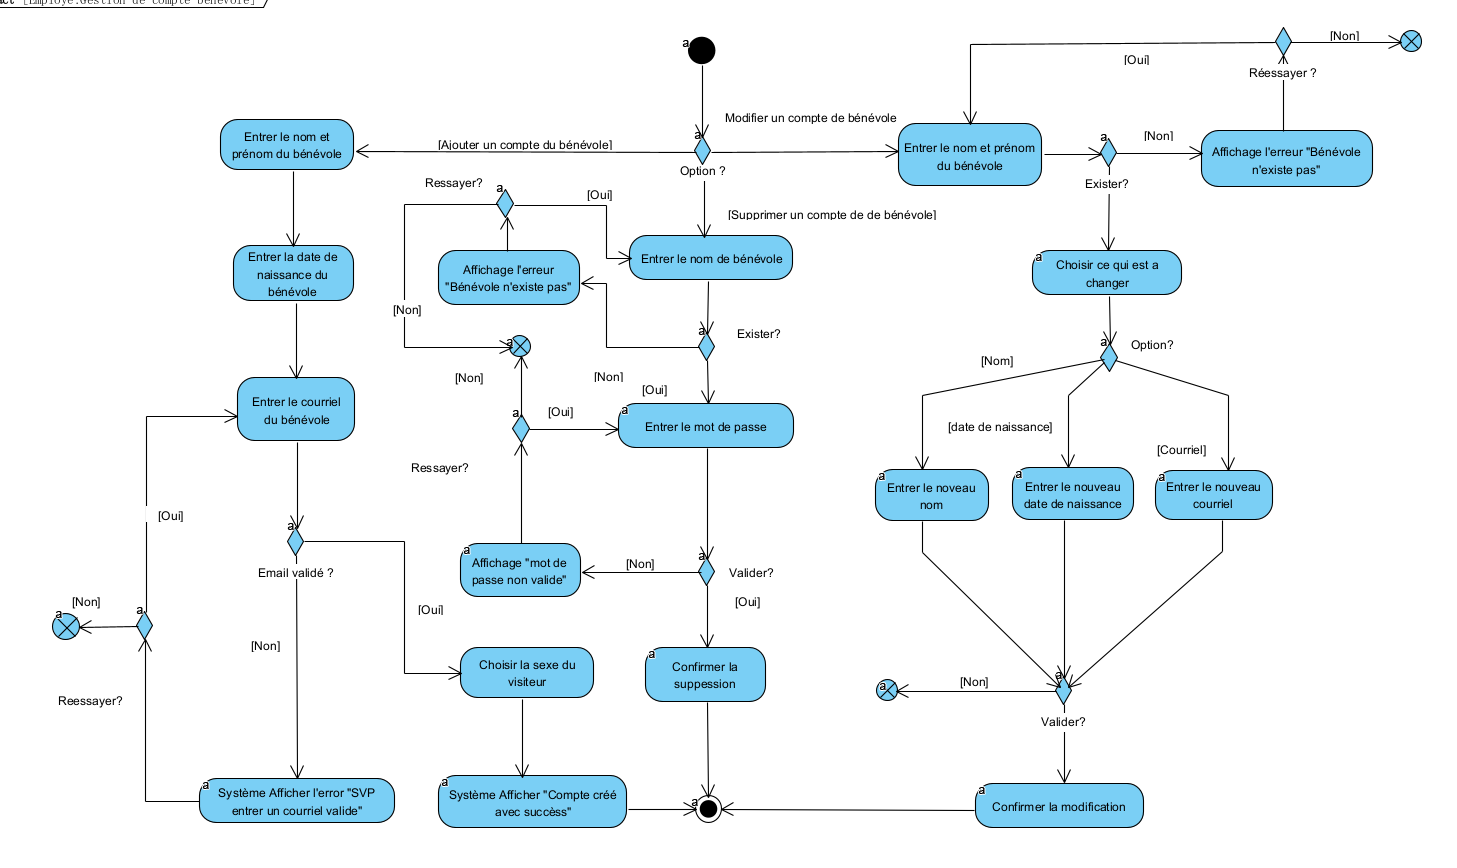 act [Employé.Gestion de compte bénévole]
a
[Non]
a
[Oui]
Réessayer ?
Modifier un compte de bénévole
Entrer le nom et
prénom du bénévole
[Ajouter un compte du bénévole]
a
Option ?
Entrer le nom et prénom
du bénévole
a
[Non]
Exister?
Affichage l'erreur "Bénévole
n'existe pas"
Ressayer?
a
[Oui]
[Supprimer un compte de de bénévole]
Entrer la date de
naissance du
bénévole
Affichage l'erreur
"Bénévole n'existe pas"
Entrer le nom de bénévole
a
Choisir ce qui est a
changer
[Non]
a
a
Exister?
a
Option?
[Nom]
[Non]
[Non]
[Oui]
Entrer le courriel
du bénévole
a
[Oui]
a
Entrer le mot de passe
[date de naissance]
[Courriel]
Ressayer?
a
Entrer le noveau
nom
a
Entrer le nouveau
date de naissance
a
Entrer le nouveau
courriel
[Oui]
a
Email validé ?
a
Affichage "mot de
passe non valide"
[Non]
a
Valider?
[Oui]
[Non]
a
a
[Oui]
[Non]
Choisir la sexe du
visiteur
a
Confirmer la
suppession
a
[Non]
a
Valider?
Reessayer?
a
Système Afficher l'error "SVP
entrer un courriel valide"
a
Système Afficher "Compte créé
avec succèss"
a
a
Confirmer la modification